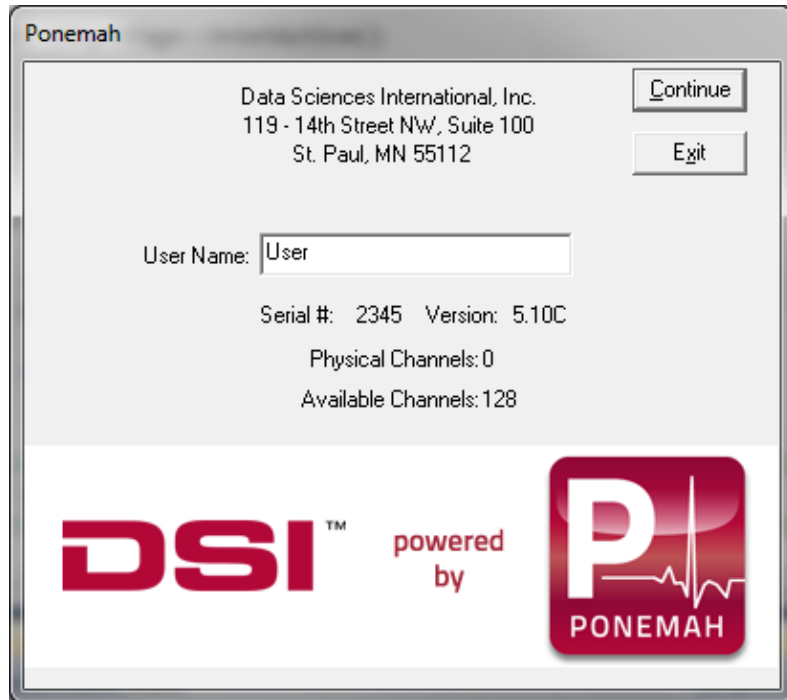 Ponemah
Data Sciences International, Inc.
119 - 14th Street NW, Suite 100
St. Paul, MN 55112
Continue
Exit
User Name: User
Serial #: 2345 Version: 5.10C
Physical Channels: 0
Available Channels: 128
DSI™
powered
by
P
PONEMAH